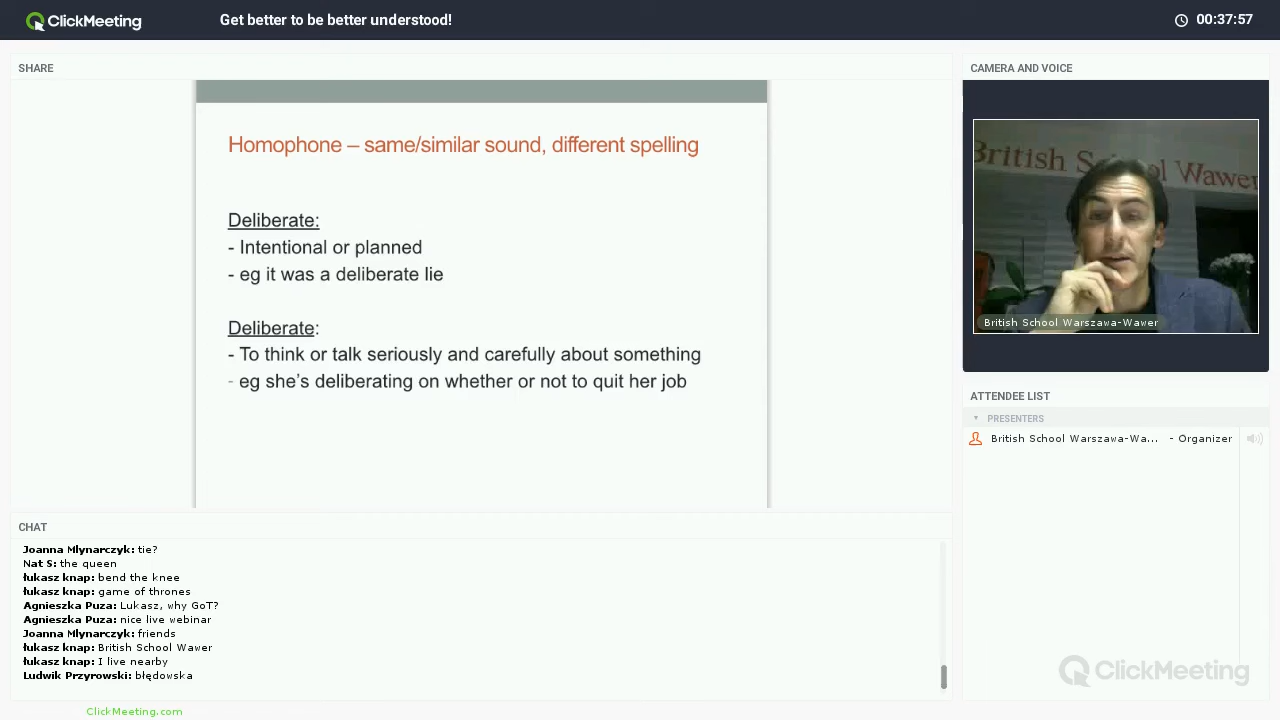 ClickMeeting
Get better to be better understood!
00:37:57
SHARE
Homophone – same/similar sound, different spelling
Deliberate:
- Intentional or planned
- eg it was a deliberate lie
Deliberate:
- To think or talk seriously and carefully about something
- eg she's deliberating on whether or not to quit her job
CAMERA AND VOICE
British School Wawer
British School Warszawa-Wawer
ATTENDEE LIST
PRESENTERS
British School Warszawa-Wa... - Organizer
CHAT
Joanna Mlynarczyk: tie?
Nat S: the queen
łukasz knap: bend the knee
łukasz knap: game of thrones
Agnieszka Puza: Lukasz, why GoT?
Agnieszka Puza: nice live webinar
Joanna Mlynarczyk: friends
łukasz knap: British School Wawer
łukasz knap: I live nearby
Ludwik Przyrowski: błędowska
ClickMeeting
ClickMeeting.com